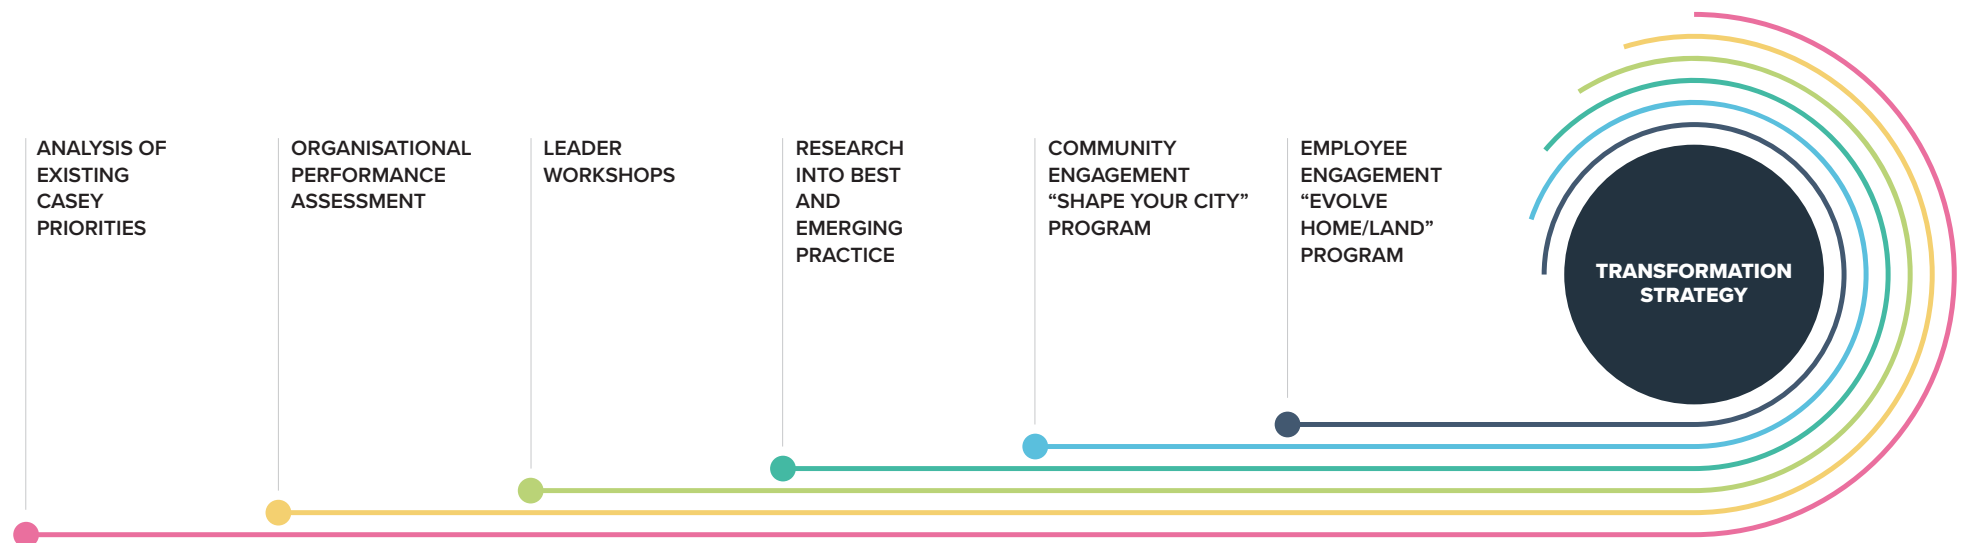 ANALYSIS OF
EXISTING
CASEY
PRIORITIES
ORGANISATIONAL
PERFORMANCE
ASSESSMENT
LEADER
WORKSHOPS
RESEARCH
INTO BEST
AND
EMERGING
PRACTICE
COMMUNITY
ENGAGEMENT
“SHAPE YOUR CITY”
PROGRAM
EMPLOYEE
ENGAGEMENT
“EVOLVE
HOME/LAND”
PROGRAM
TRANSFORMATION
STRATEGY